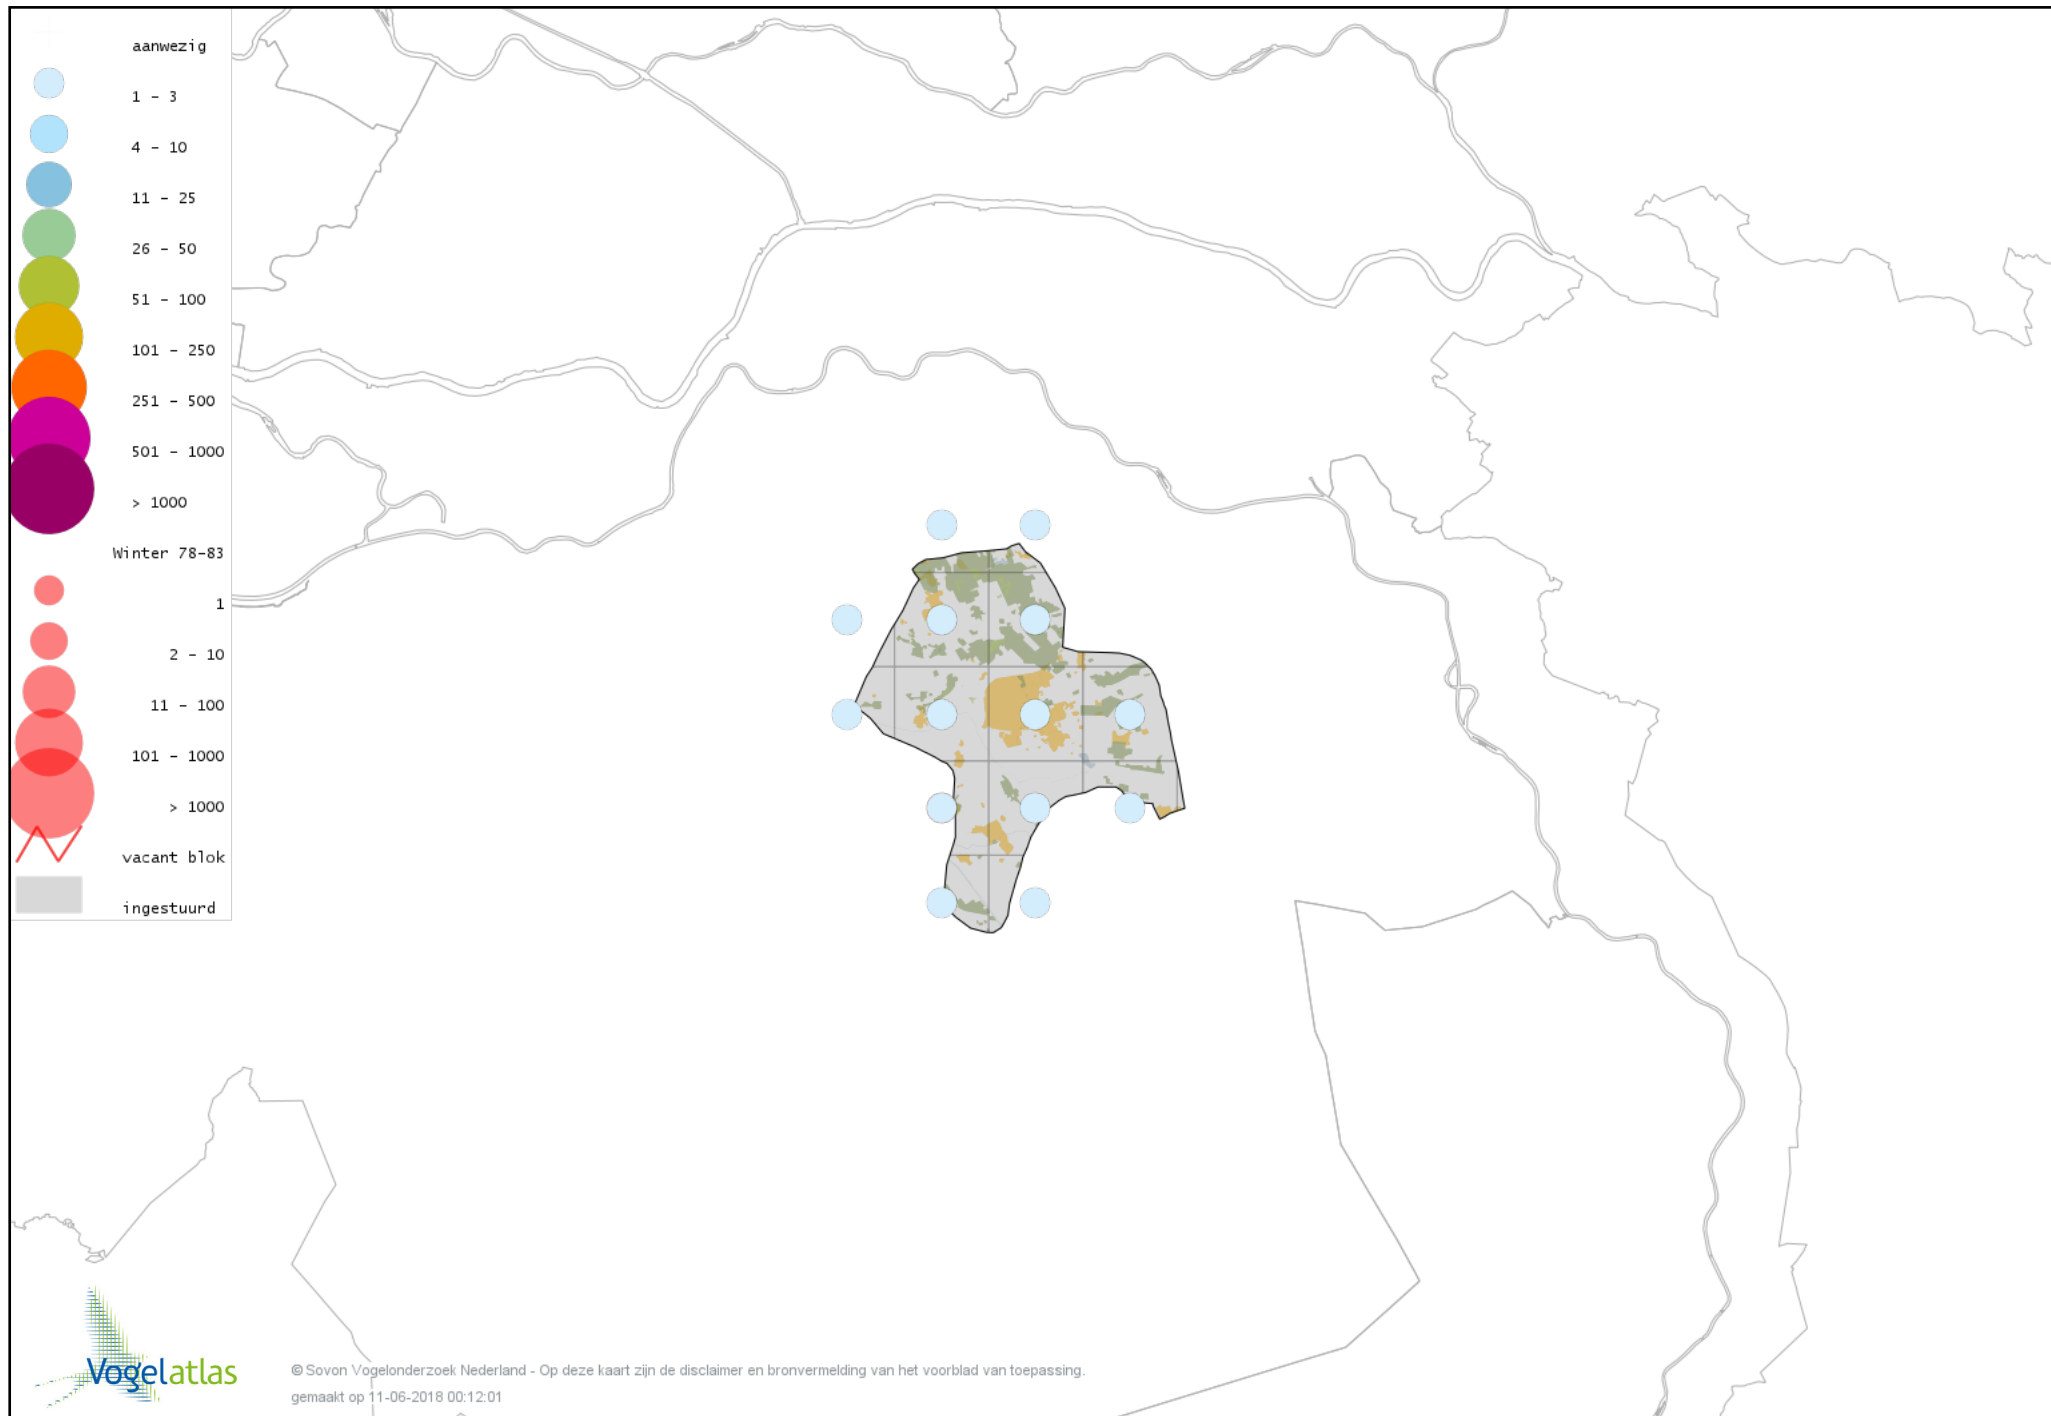 aanwezig
1 - 3
4 - 10
11 - 25
26 - 50
51 - 100
101 - 250
251 - 500
501 - 1000
> 1000
Winter 78-83
1
2 - 10
11 - 100
101 - 1000
> 1000
vacant blok
ingestuurd
Vogelatlas
© Sovon Vogelonderzoek Nederland - Op deze kaart zijn de disclaimer en bronvermelding van het voorblad van toepassing.
gemaakt op 11-06-2018 00:12:01